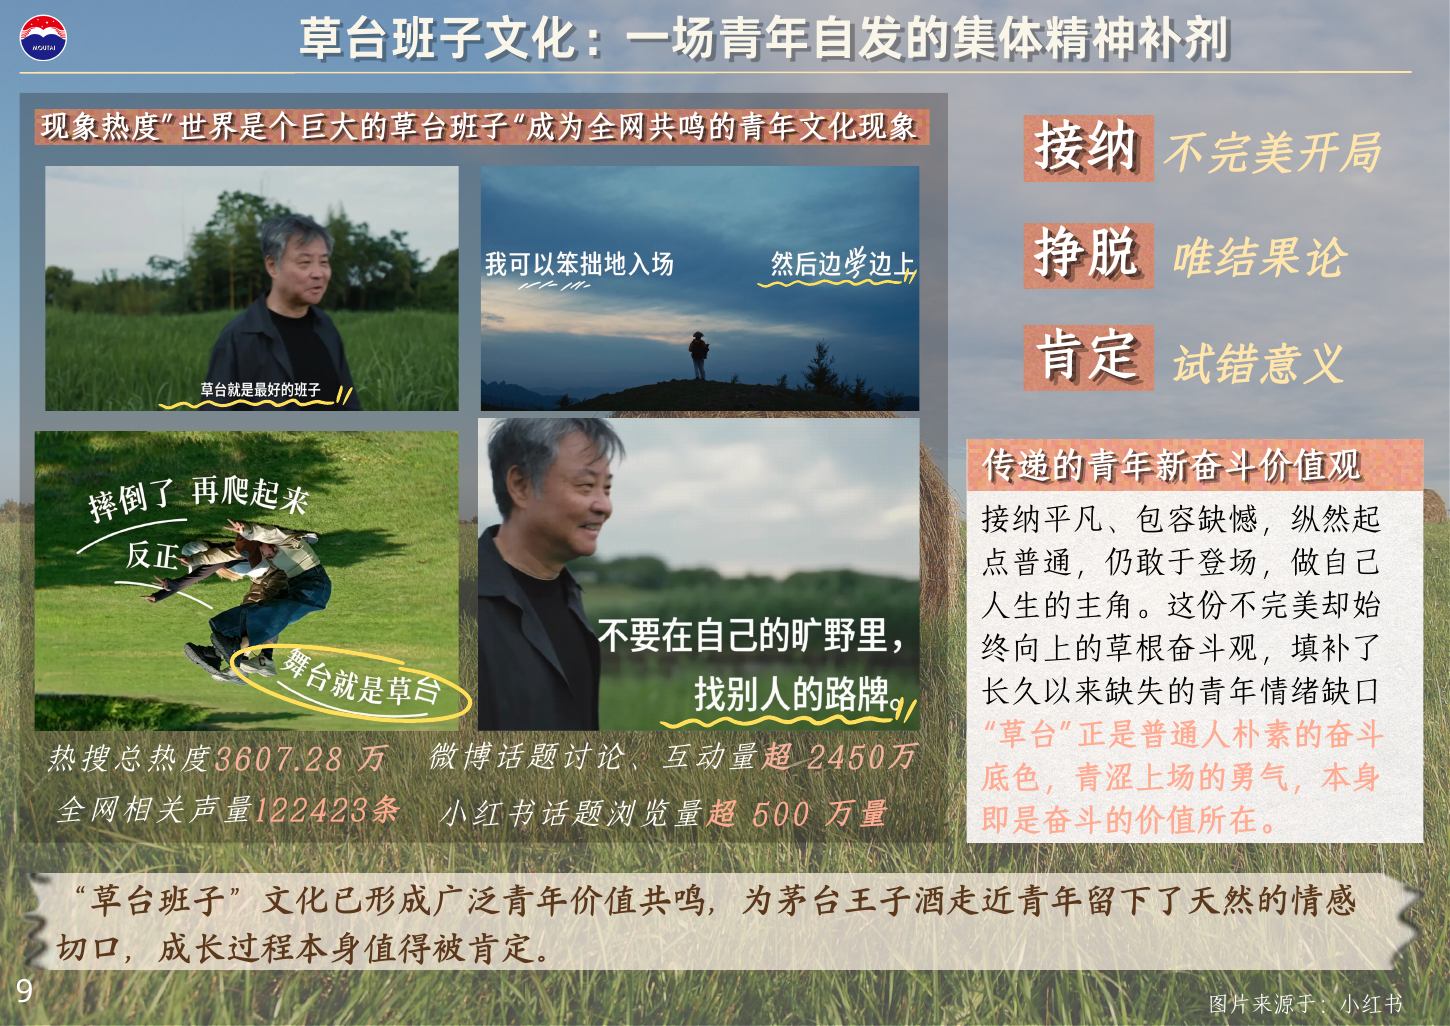 MOUTAI
草台班子文化：一场青年自发的集体精神补剂
现象热度”世界是个巨大的草台班子“成为全网共鸣的青年文化现象
草台就是最好的班子
我可以笨拙地入场
然后边学边上
摔倒了 再爬起来
反正
舞台就是草台
不要在自己的旷野里，
找别人的路牌。
热搜总热度3607.28 万
微博话题讨论、互动量超 2450万
全网相关声量122423条
小红书话题浏览量超 500 万量
接纳 不完美开局
挣脱 唯结果论
肯定 试错意义
传递的青年新奋斗价值观
接纳平凡、包容缺憾，纵然起
点普通，仍敢于登场，做自己
人生的主角。这份不完美却始
终向上的草根奋斗观，填补了
长久以来缺失的青年情绪缺口
“草台”正是普通人朴素的奋斗
底色，青涩上场的勇气，本身
即是奋斗的价值所在。
“草台班子”文化已形成广泛青年价值共鸣，为茅台王子酒走近青年留下了天然的情感
切口，成长过程本身值得被肯定。
9
图片来源于：小红书